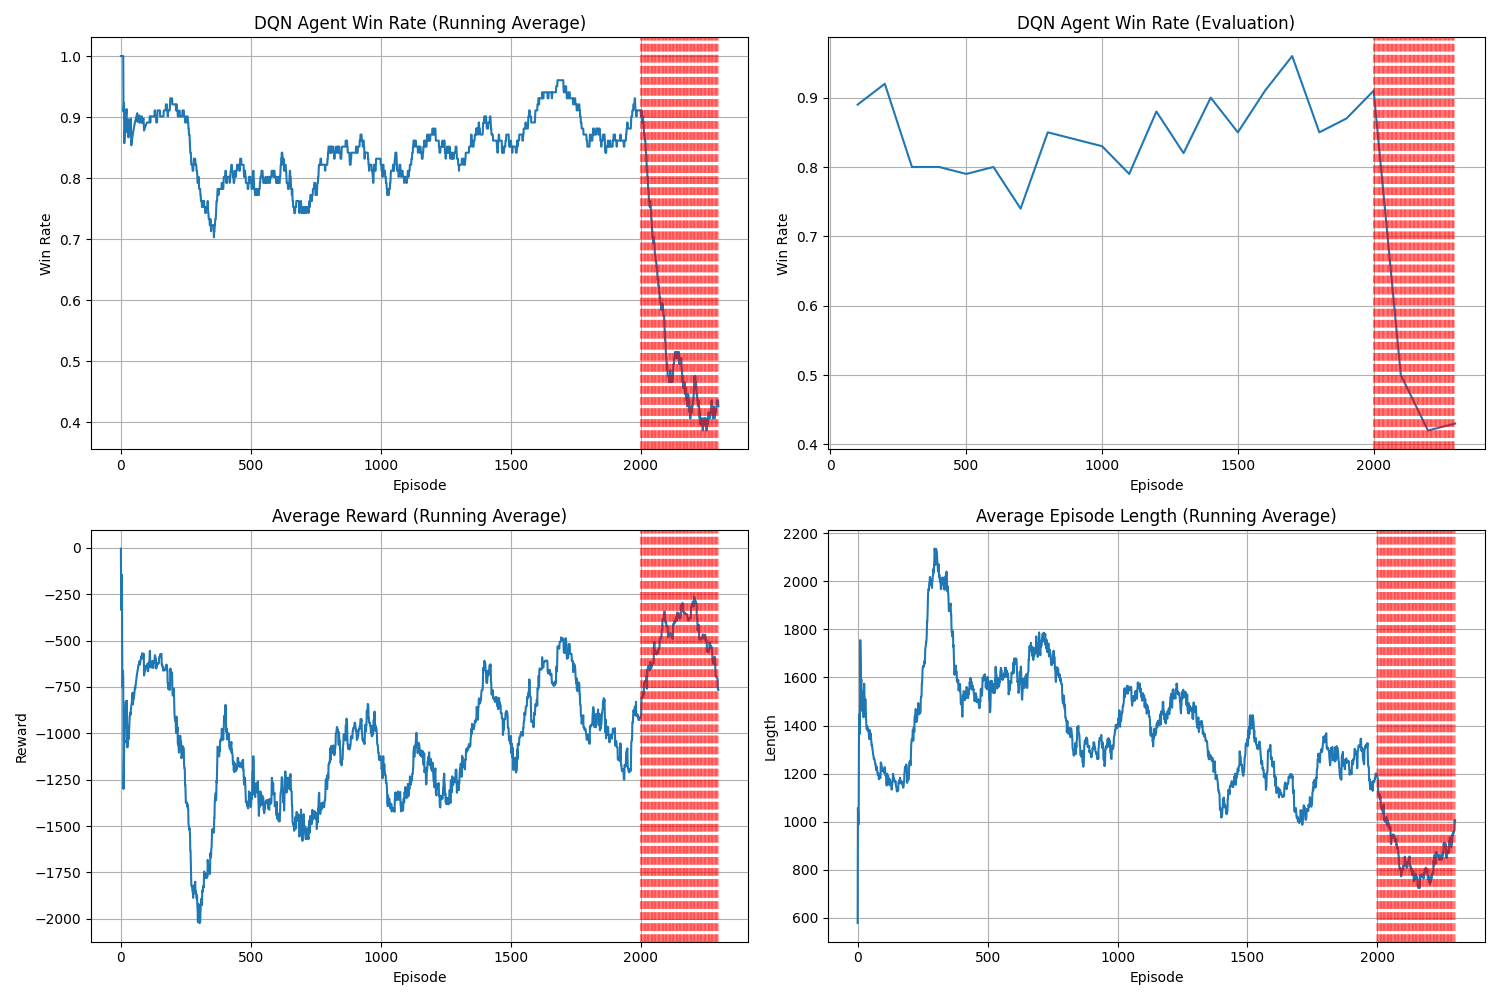 DQN Agent Win Rate (Running Average)
1.0
0.9
0.8
0.7
0.6
0.5
0.4
Win Rate
0 500 1000 1500 2000
Episode
DQN Agent Win Rate (Evaluation)
0.9
0.8
0.7
0.6
0.5
0.4
Win Rate
0 500 1000 1500 2000
Episode
Average Reward (Running Average)
0
−250
−500
−750
−1000
−1250
−1500
−1750
−2000
Reward
0 500 1000 1500 2000
Episode
Average Episode Length (Running Average)
2200
2000
1800
1600
1400
1200
1000
800
600
Length
0 500 1000 1500 2000
Episode